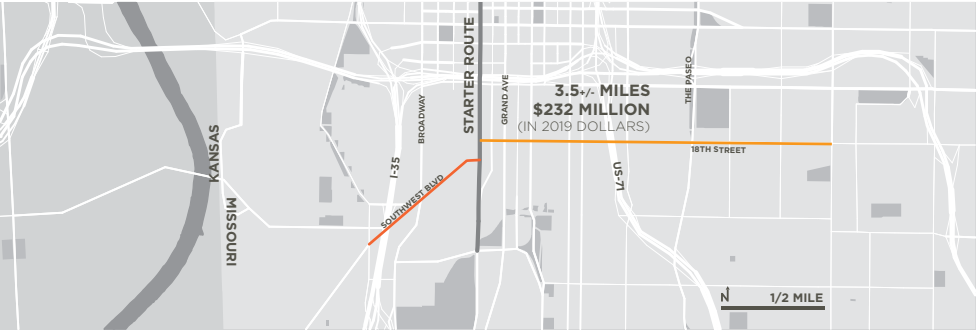 STARTER ROUTE
GRAND AVE
BROADWAY
THE PASEO
3.5+/- MILES
$232 MILLION
(IN 2019 DOLLARS)
KANSAS
MISSOURI
I-35
SOUTHWEST BLVD
18TH STREET
US-71
N
1/2 MILE